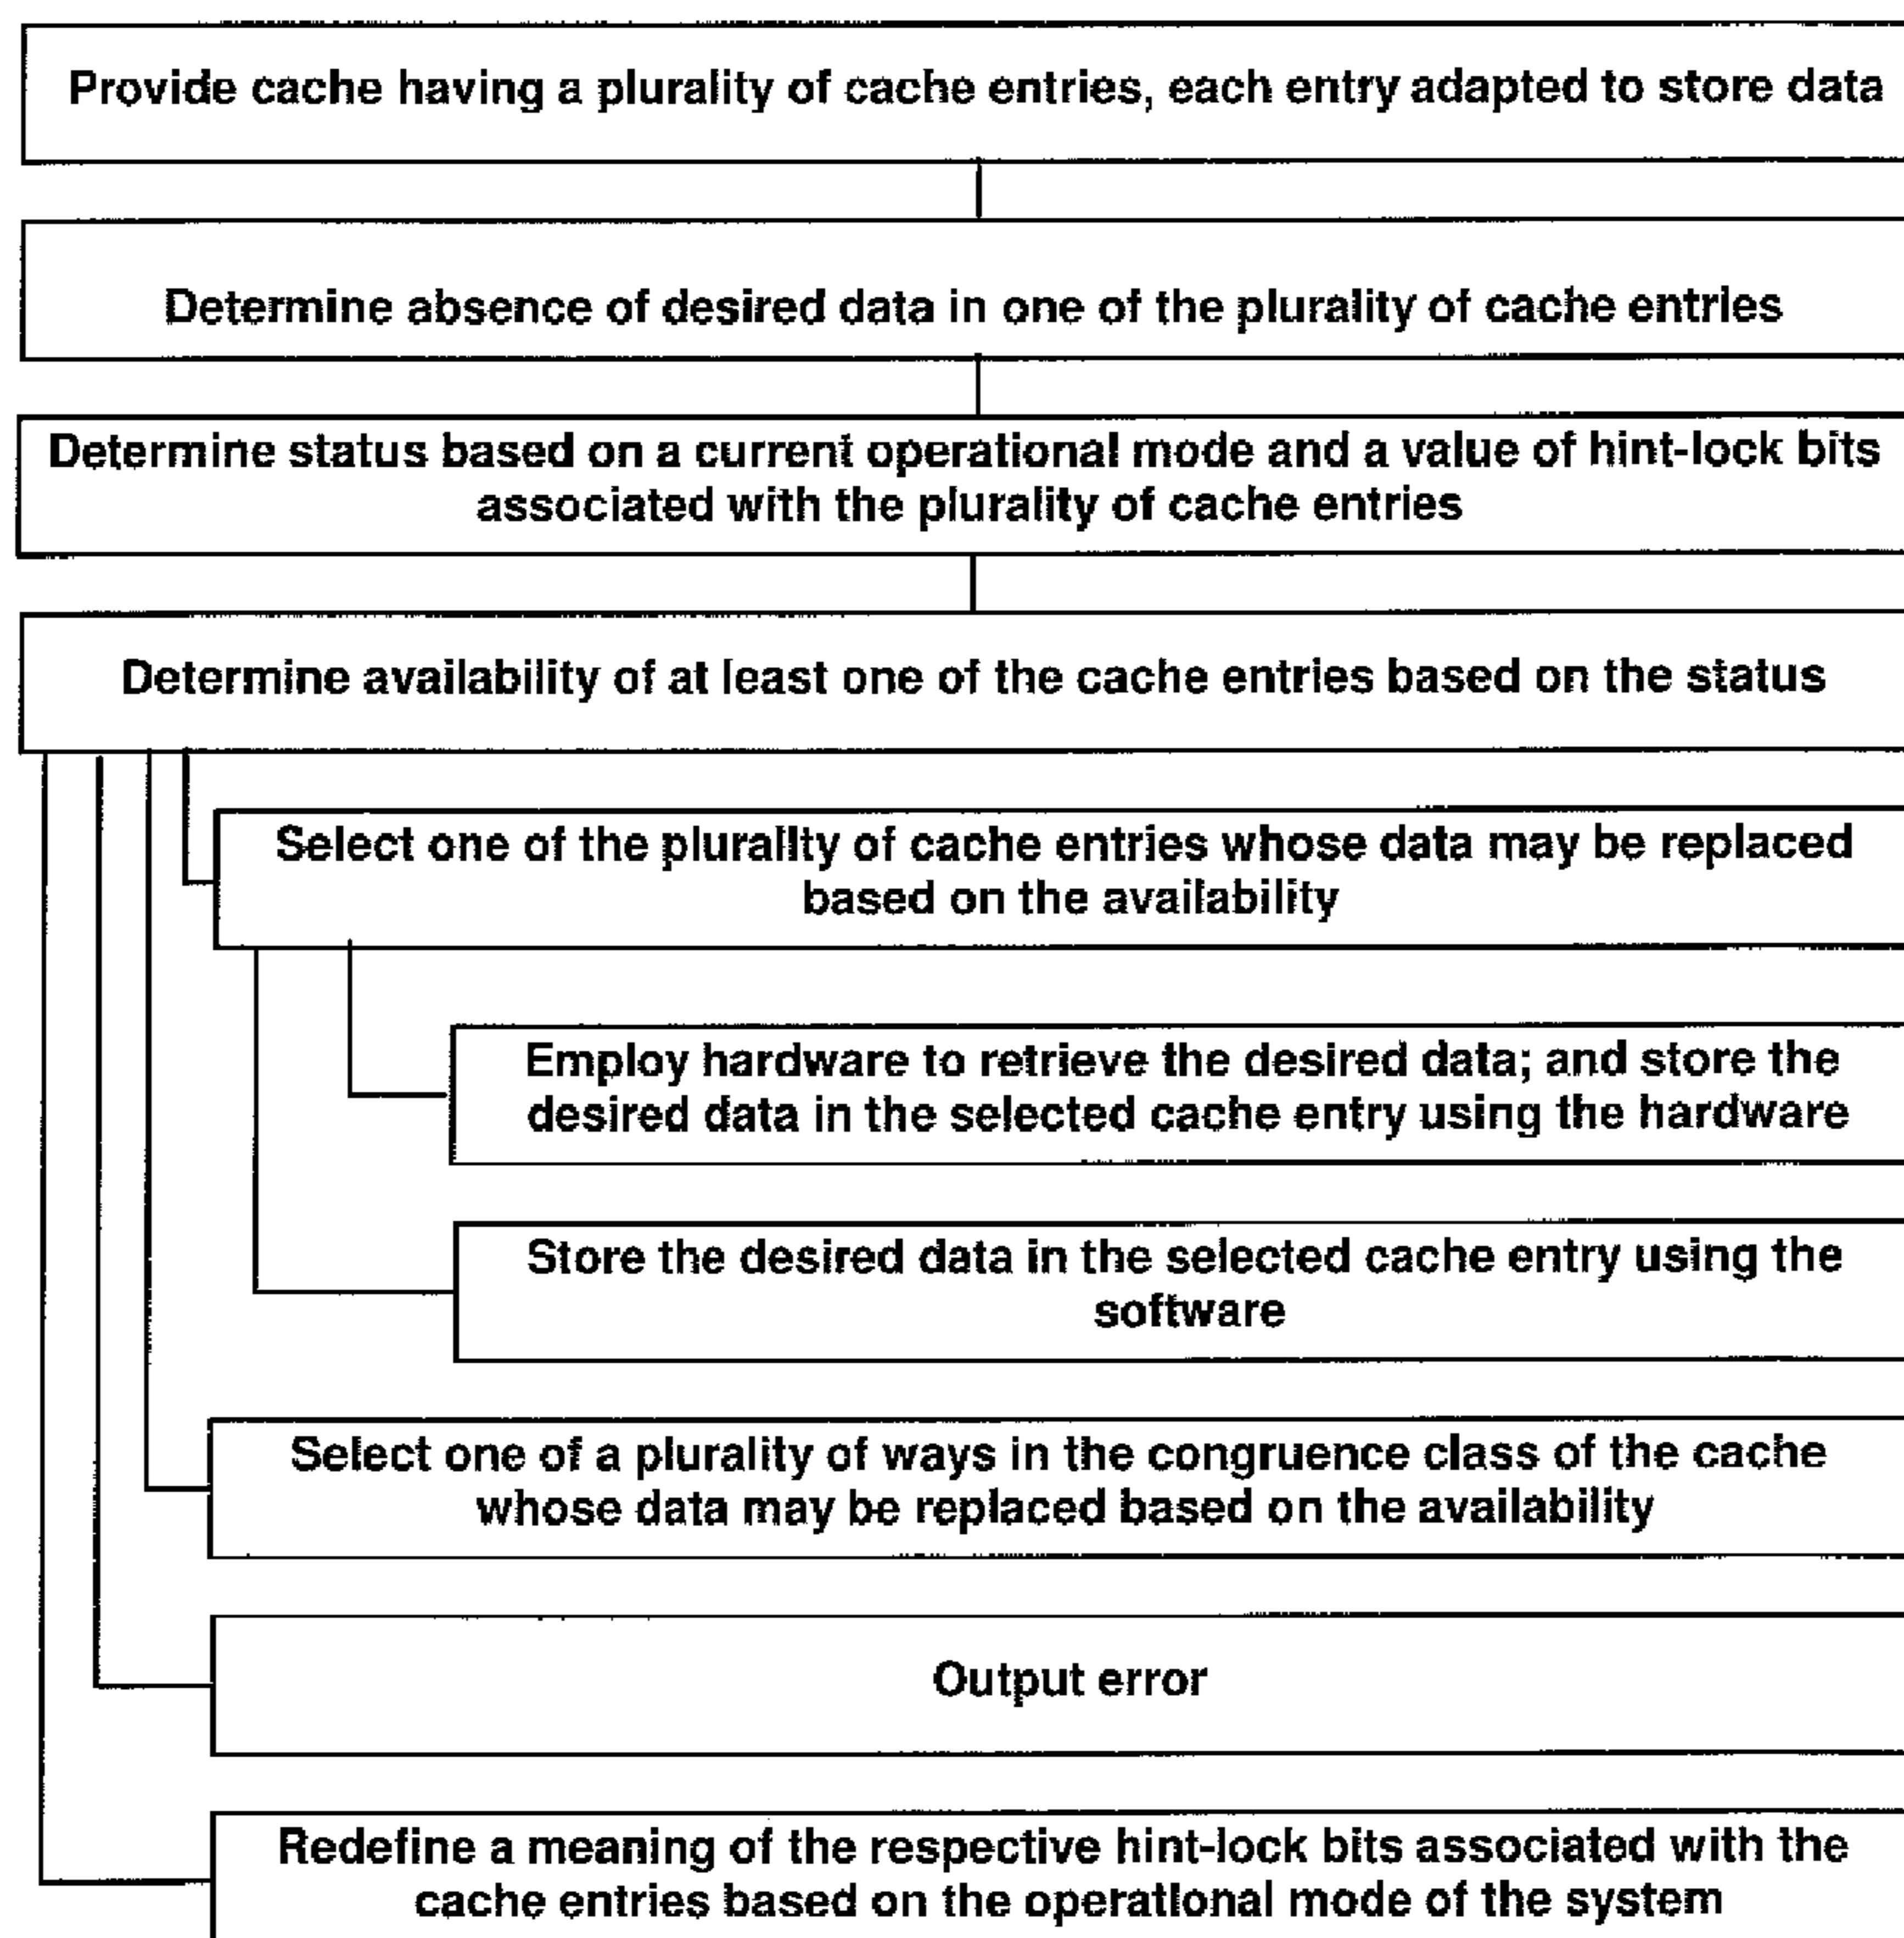 Provide cache having a plurality of cache entries, each entry adapted to store data
Determine absence of desired data in one of the plurality of cache entries
Determine status based on a current operational mode and a value of hint-lock bits
associated with the plurality of cache entries
Determine availability of at least one of the cache entries based on the status
Select one of the plurality of cache entries whose data may be replaced
based on the availability
Employ hardware to retrieve the desired data; and store the
desired data in the selected cache entry using the hardware
Store the desired data in the selected cache entry using the
software
Select one of a plurality of ways in the congruence class of the cache
whose data may be replaced based on the availability
Output error
Redefine a meaning of the respective hint-lock bits associated with the
cache entries based on the operational mode of the system